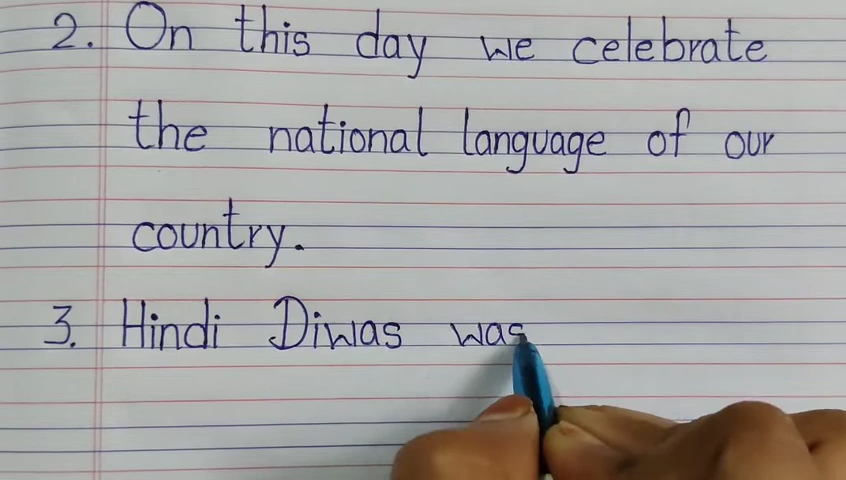 2. On this day we celebrate
the national language of our
country.
3. Hindi Diwas was